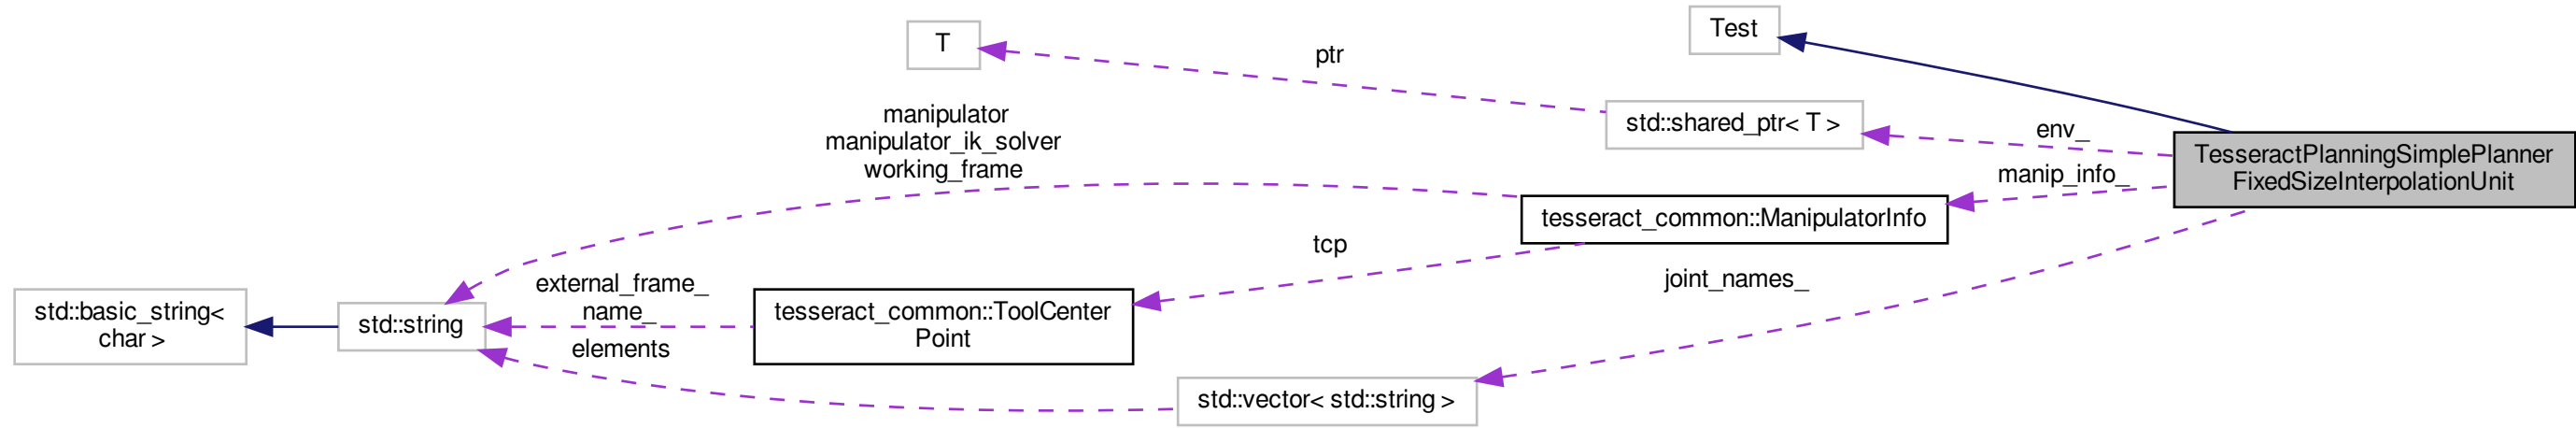 Test
T
ptr
std::shared_ptr< T >
manipulator
manipulator_ik_solver
working_frame
env_
TesseractPlanningSimplePlanner
FixedSizeInterpolationUnit
manip_info_
tesseract_common::ManipulatorInfo
tcp
joint_names_
external_frame_
name_
std::basic_string<
char >
std::string
tesseract_common::ToolCenter
Point
elements
std::vector< std::string >